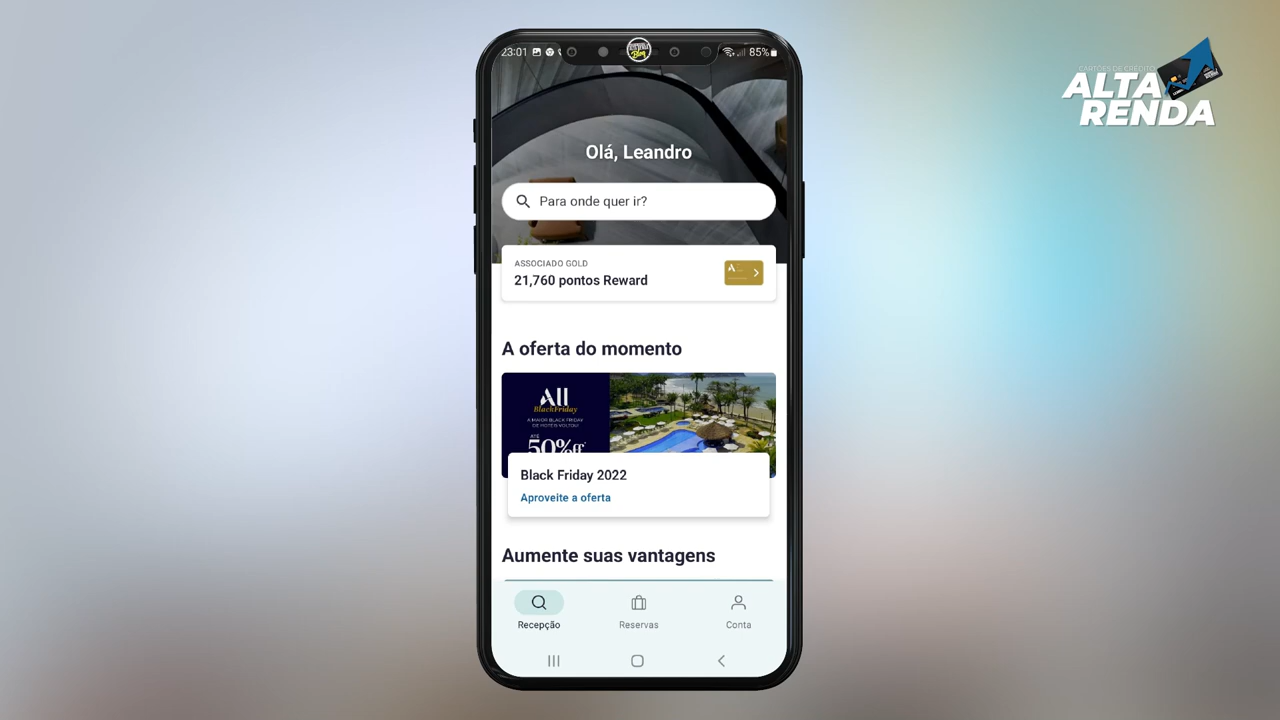 23:01
85%
CARTÕES DE CRÉDITO
ALTA
RENDA
Olá, Leandro
Para onde quer ir?
ASSOCIADO GOLD
21,760 pontos Reward
A oferta do momento
All
BlackFriday
A MAIOR BLACK FRIDAY
DE HOTÉIS VOLTOU!
ATÉ
50% off
Black Friday 2022
Aproveite a oferta
Aumente suas vantagens
Recepção
Reservas
Conta